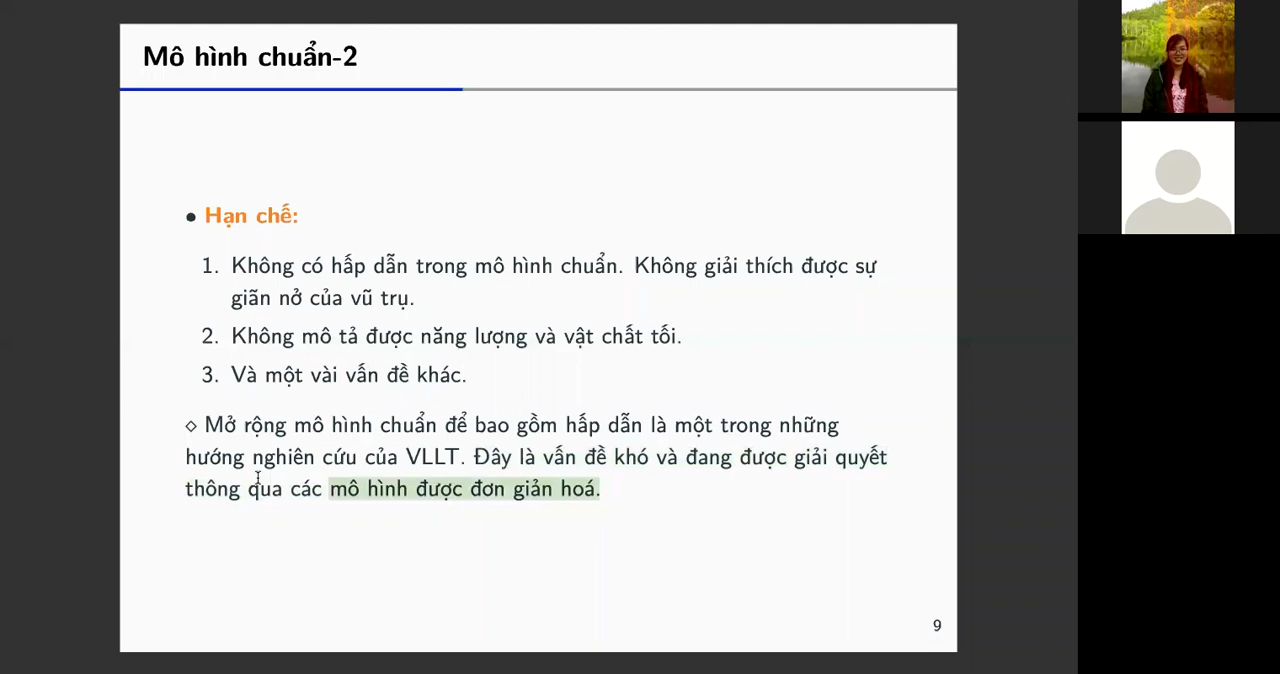 Mô hình chuẩn-2
• Hạn chế:
1. Không có hấp dẫn trong mô hình chuẩn. Không giải thích được sự
giãn nở của vũ trụ.
2. Không mô tả được năng lượng và vật chất tối.
3. Và một vài vấn đề khác.
◇ Mở rộng mô hình chuẩn để bao gồm hấp dẫn là một trong những
hướng nghiên cứu của VLLT. Đây là vấn đề khó và đang được giải quyết
thông qua các mô hình được đơn giản hoá.
9